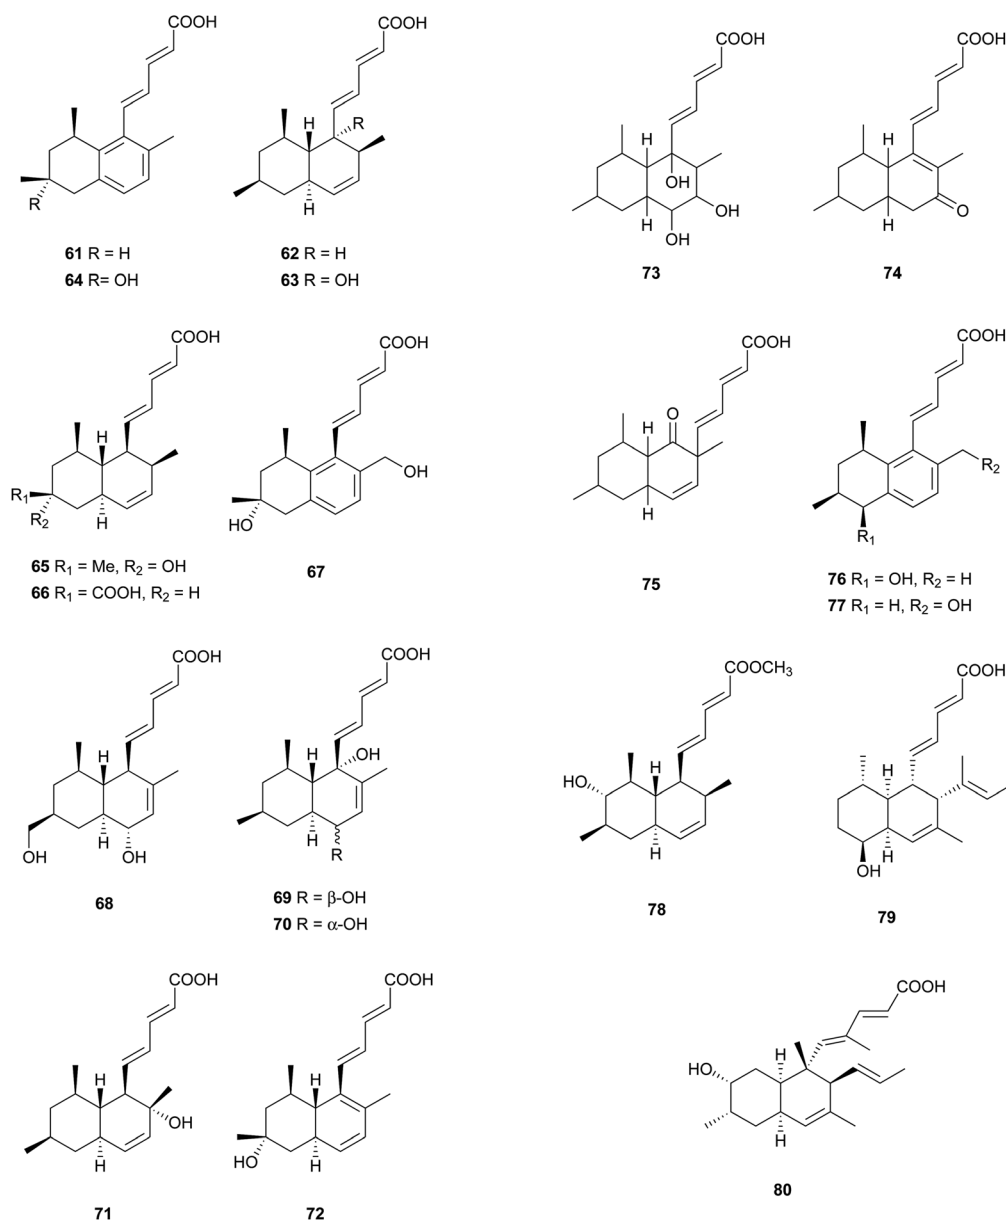 COOH
COOH
COOH
COOH
H
R
H
R
H
H
OH
OH
OH
H
H
O
61 R = H
64 R= OH
62 R = H
63 R = OH
73
74
COOH
COOH
COOH
COOH
H
R₁
R₂
H
OH
HO
O
H
H
R₂
R₁
65 R₁ = Me, R₂ = OH
66 R₁ = COOH, R₂ = H
67
75
76 R₁ = OH, R₂ = H
77 R₁ = H, R₂ = OH
COOH
COOH
COOCH₃
COOH
H
H
OH
H
OH
H
OH
R
HO
H
H
H
H
OH
68
69 R = β-OH
70 R = α-OH
78
79
COOH
COOH
COOH
H
OH
H
H
HO
H
HO
H
H
71
72
80